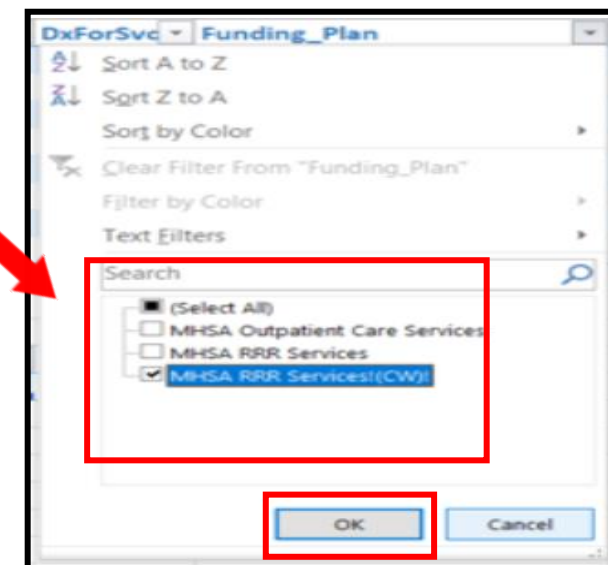 DxForSvc Funding_Plan
Sort A to Z
Sort Z to A
Sort by Color
Clear Filter From "Funding_Plan"
Filter by Color
Text Filters
Search
(Select All)
MHSA Outpatient Care Services
MHSA RRR Services
MHSA RRR Services!(CW)!
OK Cancel